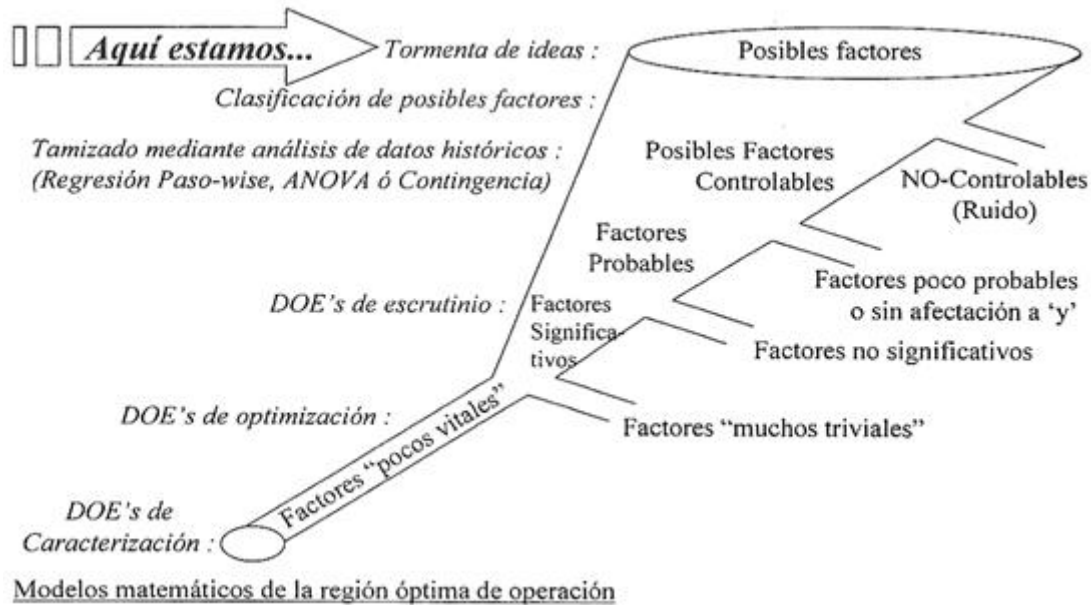 Aquí estamos...
Tormenta de ideas :
Posibles factores
Clasificación de posibles factores :
Tamizado mediante análisis de datos históricos :
(Regresión Paso-wise, ANOVA ó Contingencia)
Posibles Factores
Controlables
NO-Controlables
(Ruido)
Factores
Probables
Factores poco probables
o sin afectación a ‘y’
DOE's de escrutinio :
Factores
Significa-
tivos
Factores no significativos
DOE's de optimización :
Factores “pocos vitales”
Factores “muchos triviales”
DOE's de
Caracterización :
Modelos matemáticos de la región óptima de operación